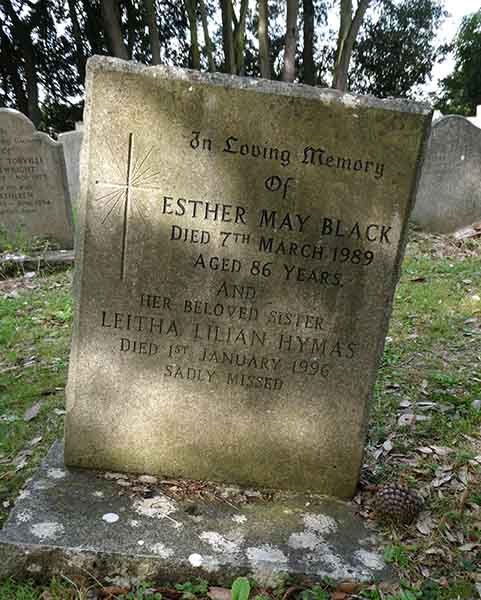 In Loving Memory
Of
ESTHER MAY BLACK
DIED 7TH MARCH 1989
AGED 86 YEARS.
AND
HER BELOVED SISTER
LEITHA LILIAN HYMAS
DIED 1ST JANUARY 1996
SADLY MISSED